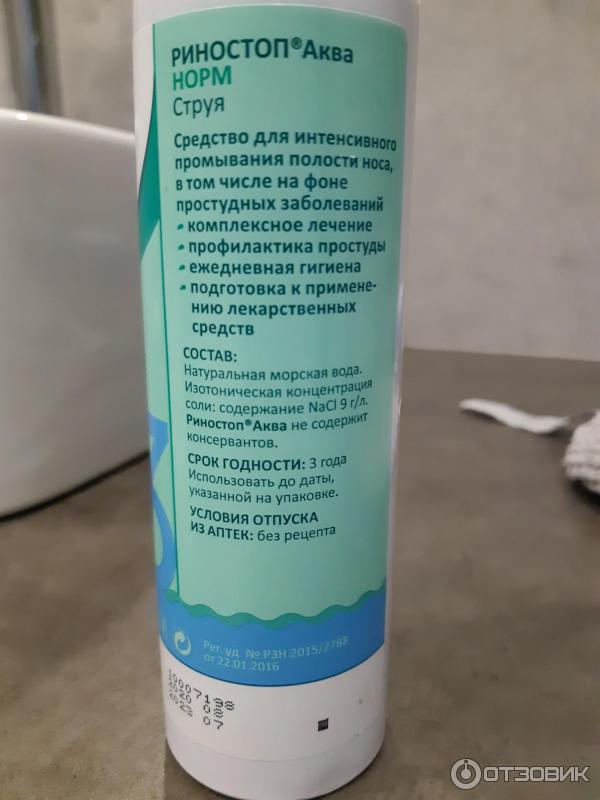 РИНОСТОП®Аква
НОРМ
Струя
Средство для интенсивного
промывания полости носа,
в том числе на фоне
простудных заболеваний
• комплексное лечение
• профилактика простуды
• ежедневная гигиена
• подготовка к примене-
нию лекарственных
средств
СОСТАВ:
Натуральная морская вода.
Изотоническая концентрация
соли: содержание NaCl 9 г/л.
Риностоп®Аква не содержит
консервантов.
СРОК ГОДНОСТИ: 3 года
Использовать до даты,
указанной на упаковке.
УСЛОВИЯ ОТПУСКА
ИЗ АПТЕК: без рецепта
Рег. уд. № РЗН 2015/2788
от 22.01.2016
ОТЗОВИК